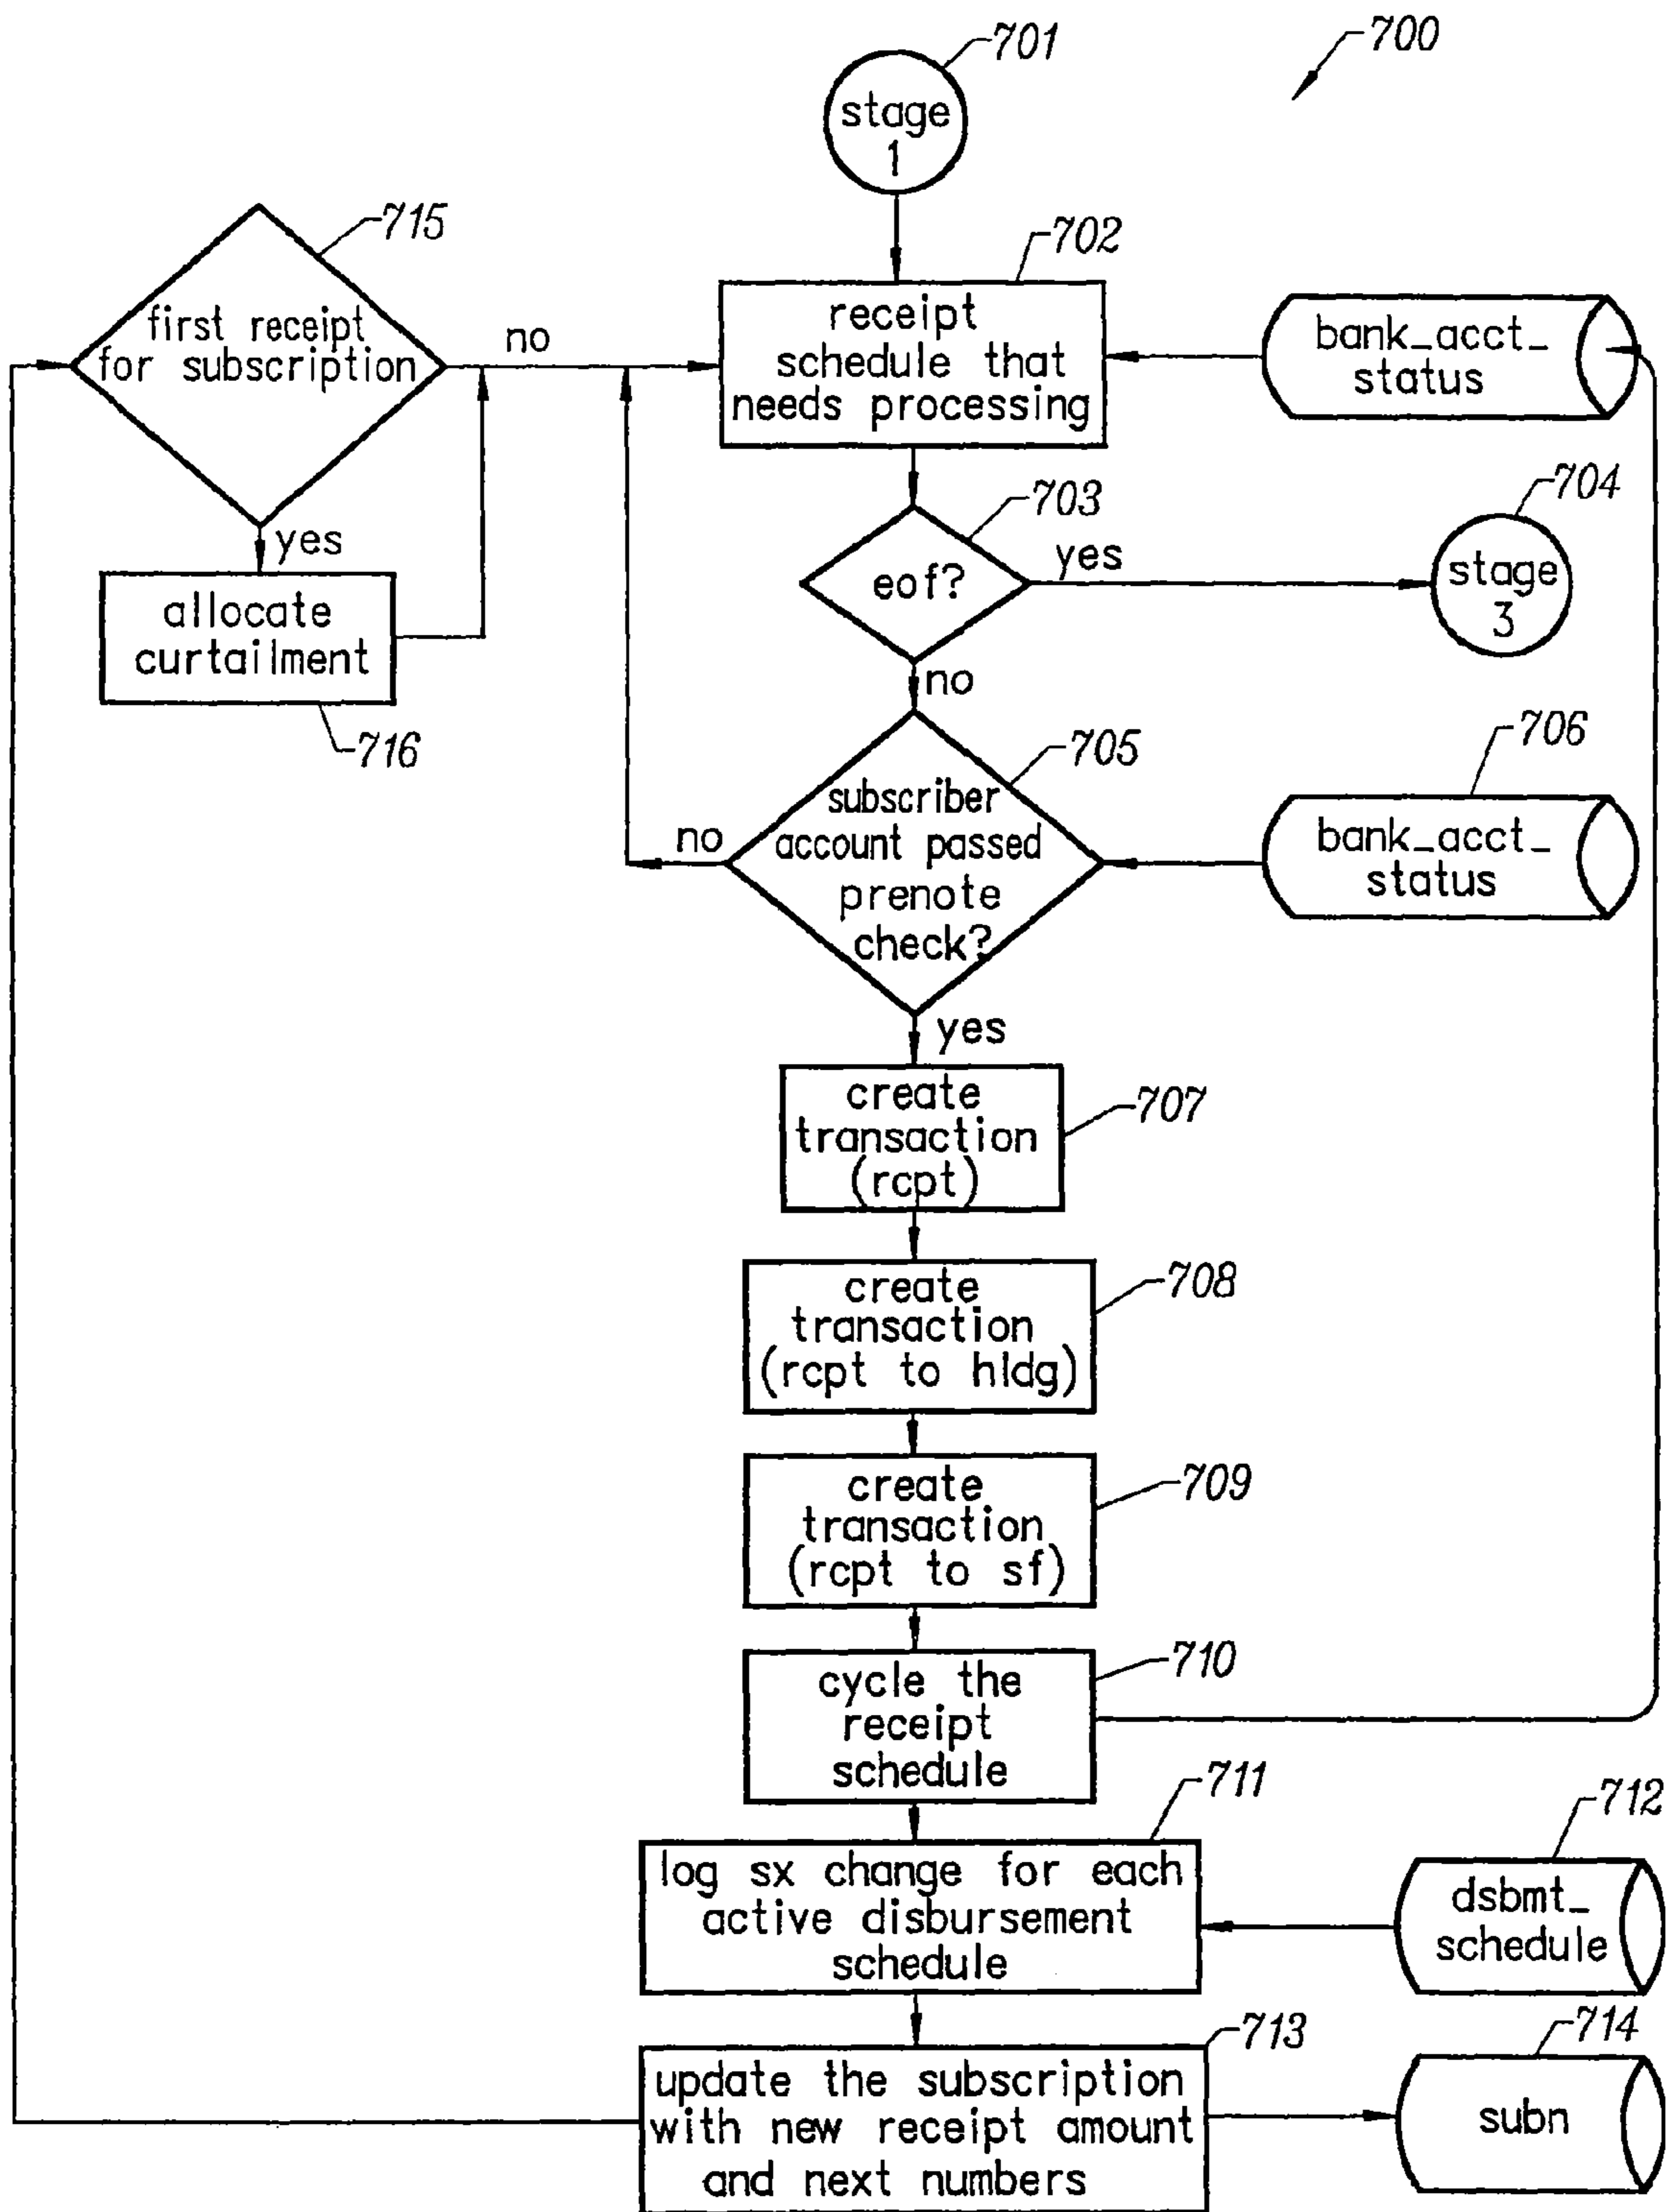 701
700
stage
1
715
702
first receipt
for subscription
no
receipt
schedule that
needs processing
bank_acct_
status
yes
703
eof?
yes
704
stage
3
allocate
curtailment
716
no
705
706
subscriber
account passed
prenote
check?
no
bank_acct_
status
yes
create
transaction
(rcpt)
707
create
transaction
(rcpt to hldg)
708
create
transaction
(rcpt to sf)
709
cycle the
receipt
schedule
710
711
log sx change for each
active disbursement
schedule
712
dsbmt_
schedule
713
update the subscription
with new receipt amount
and next numbers
714
subn